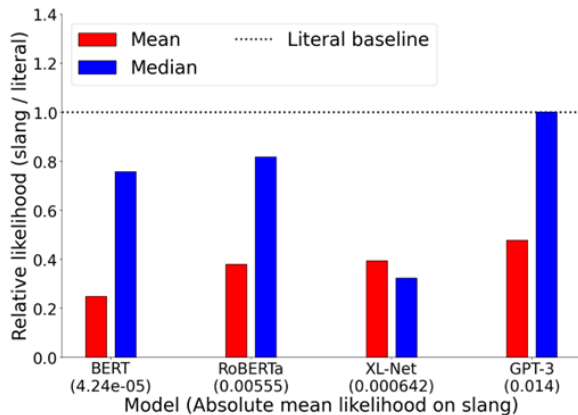 1.4
1.2
1.0
0.8
0.6
0.4
0.2
0.0
Relative likelihood (slang / literal)
Mean
Median
Literal baseline
BERT
(4.24e-05)
RoBERTa
(0.00555)
XL-Net
(0.000642)
GPT-3
(0.014)
Model (Absolute mean likelihood on slang)